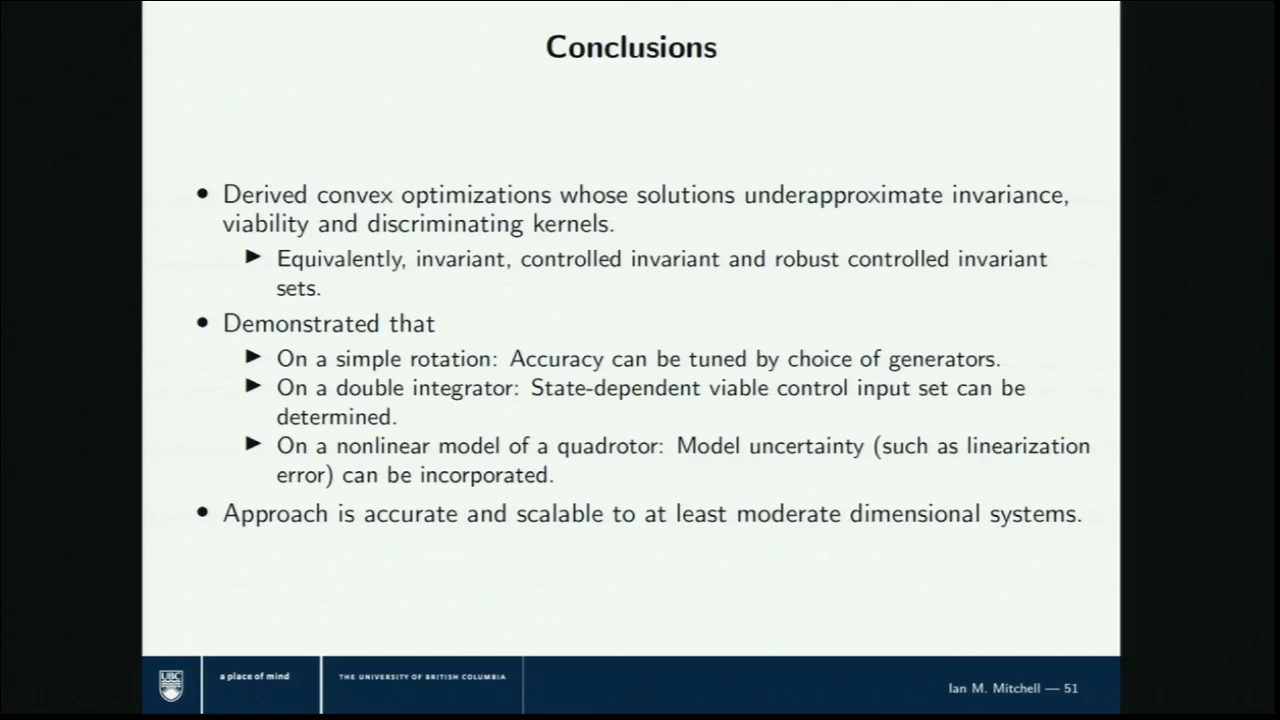 Conclusions
• Derived convex optimizations whose solutions underapproximate invariance,
viability and discriminating kernels.
▶ Equivalently, invariant, controlled invariant and robust controlled invariant
sets.
• Demonstrated that
▶ On a simple rotation: Accuracy can be tuned by choice of generators.
▶ On a double integrator: State-dependent viable control input set can be
determined.
▶ On a nonlinear model of a quadrotor: Model uncertainty (such as linearization
error) can be incorporated.
• Approach is accurate and scalable to at least moderate dimensional systems.
UBC
a place of mind
THE UNIVERSITY OF BRITISH COLUMBIA
Ian M. Mitchell — 51